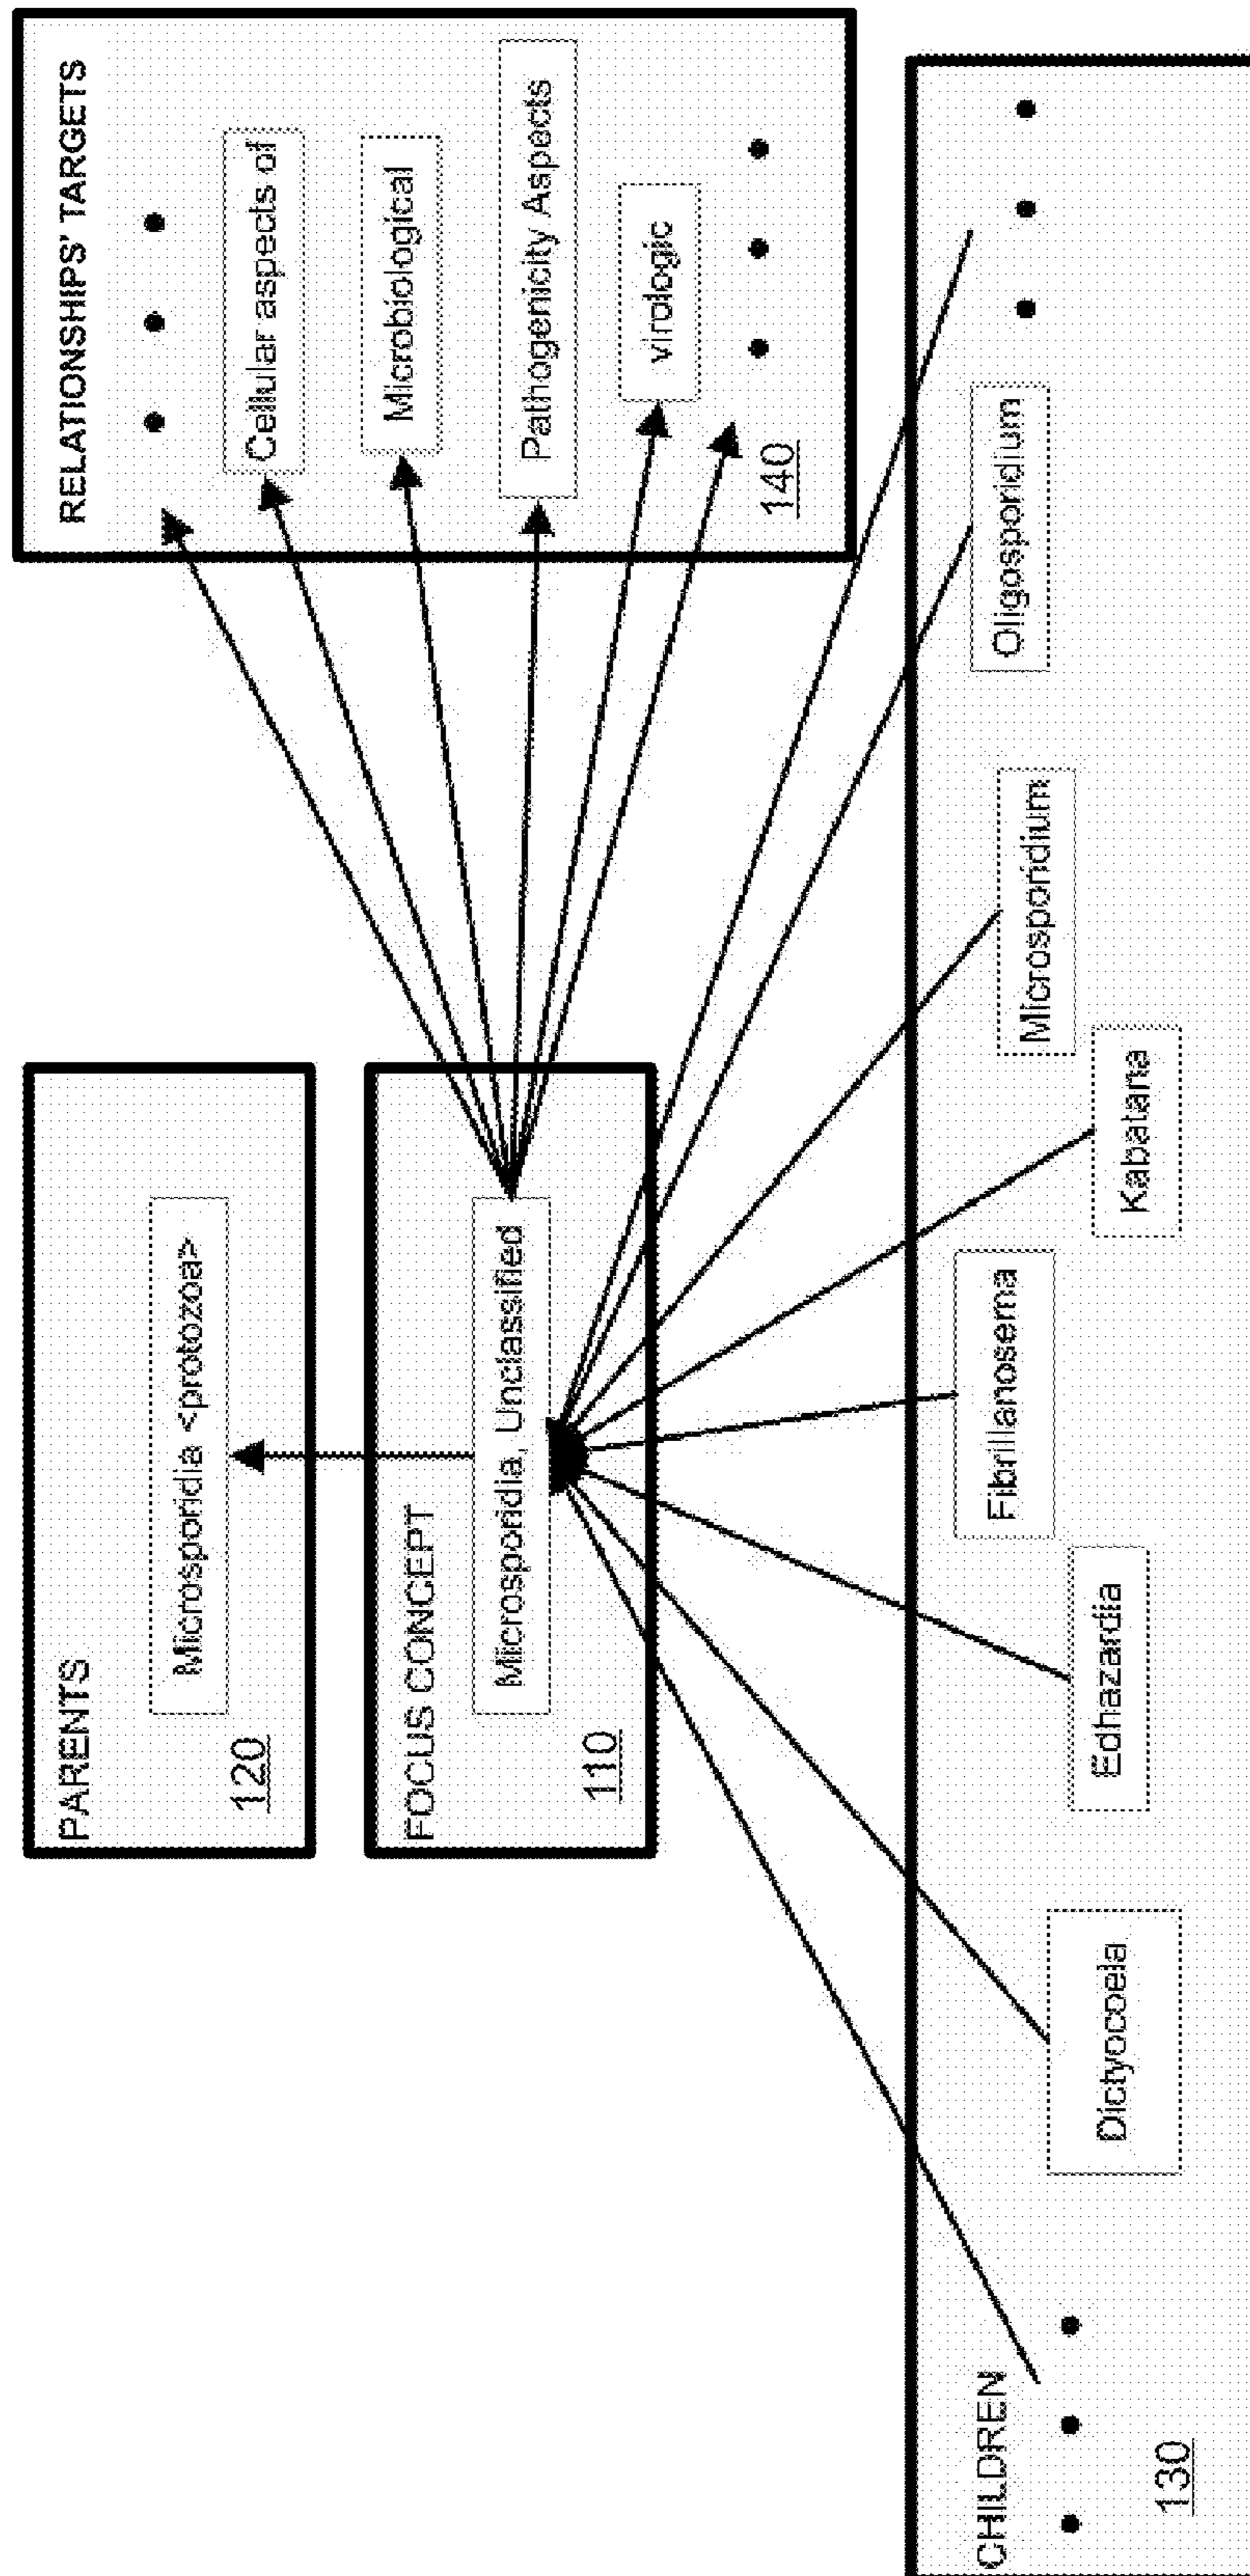 PARENTS
Microsporidia <protozoa>
120
FOCUS CONCEPT
Microsporidia, Unclassified
110
RELATIONSHIPS' TARGETS
Cellular aspects of
Microbiological
Pathogenicity Aspects
virologic
140
CHILDREN
Dictyocoela
Edhazardia
Fibrillanosema
Kabatana
Microsporidium
Oligosporidium
130